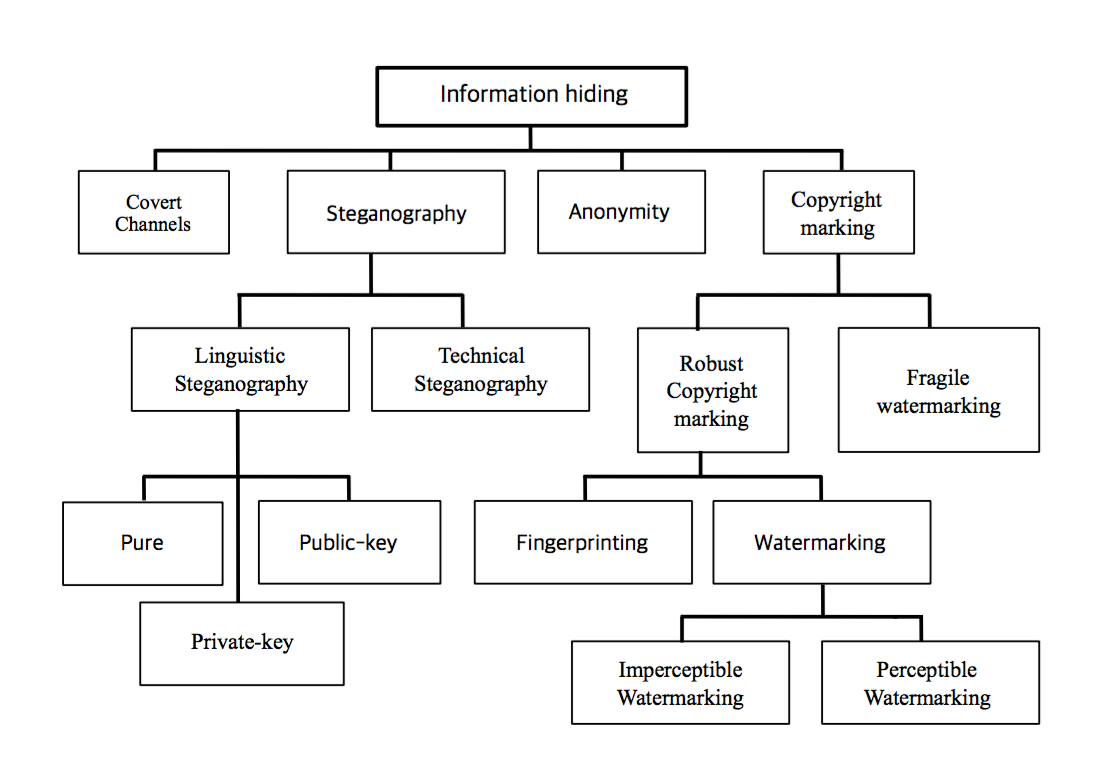 Information hiding
Covert
Channels
Steganography
Anonymity
Copyright
marking
Linguistic
Steganography
Technical
Steganography
Robust
Copyright
marking
Fragile
watermarking
Pure
Public-key
Fingerprinting
Watermarking
Private-key
Imperceptible
Watermarking
Perceptible
Watermarking